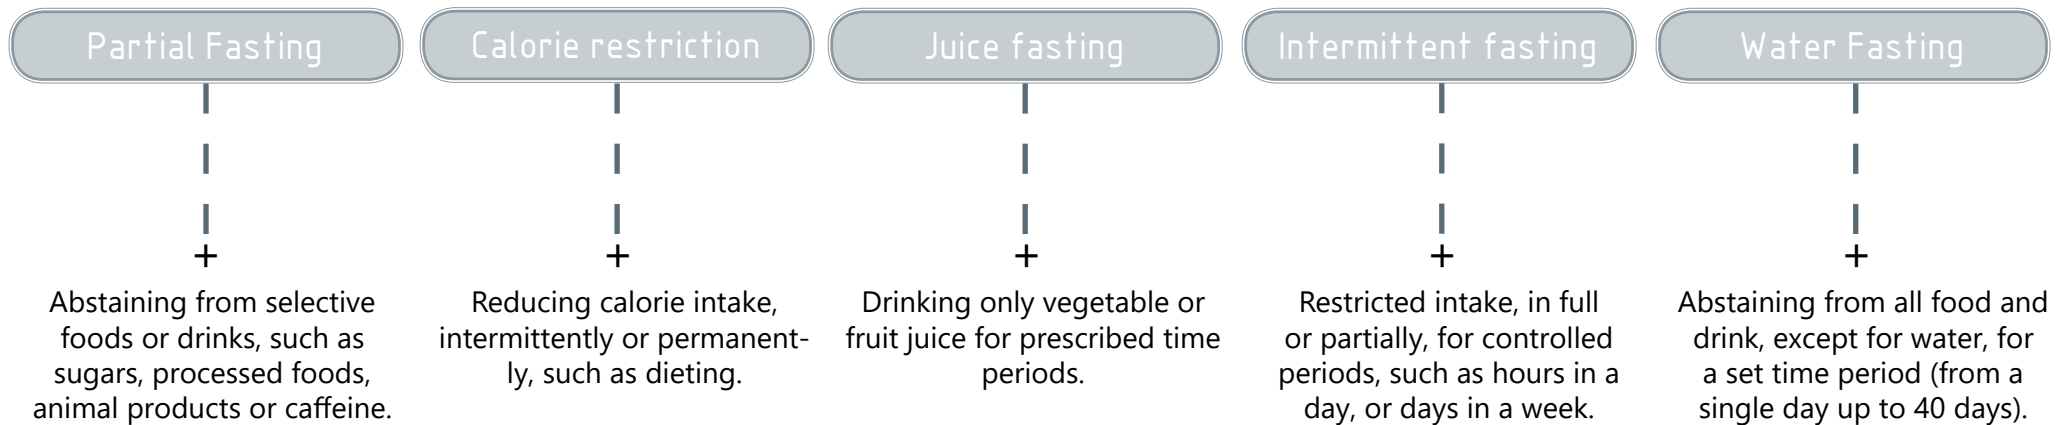 Partial Fasting
Calorie restriction
Juice fasting
Intermittent fasting
Water Fasting
Abstaining from selective
foods or drinks, such as
sugars, processed foods,
animal products or caffeine.
Reducing calorie intake,
intermittently or permanent-
ly, such as dieting.
Drinking only vegetable or
fruit juice for prescribed time
periods.
Restricted intake, in full
or partially, for controlled
periods, such as hours in a
day, or days in a week.
Abstaining from all food and
drink, except for water, for
a set time period (from a
single day up to 40 days).